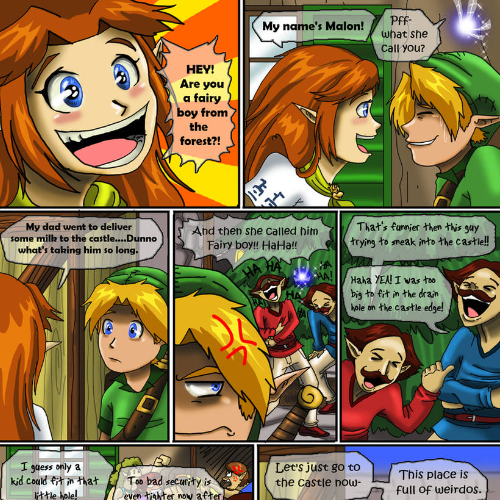 HEY!
Are you
a fairy
boy from
the
forest?!
My name's Malon!
Pff-
what she
call you?
My dad went to deliver
some milk to the castle....Dunno
what's taking him so long.
And then she called him
Fairy boy!! HaHa!!
HA HA
HA
HA
That's funnier then this guy
trying to sneak into the castle!!
Haha YEA! I was too
big to fit in the drain
hole on the castle edge!
I guess only a
kid could fit in that
little hole!
Too bad security is
even tighter now after
Let's just go to
the castle now-
This place is
full of weirdos.